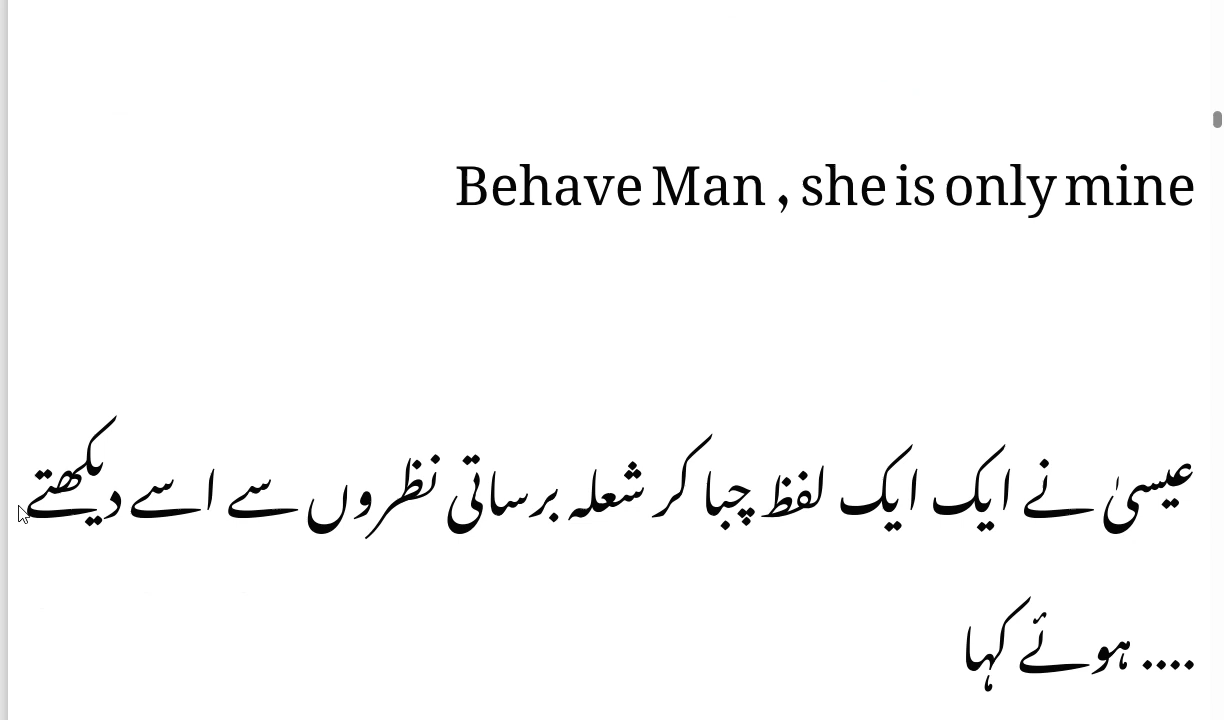 Behave Man , she is only mine
عیسیٰ نے ایک ایک لفظ چبا کر شعلہ برساتی نظروں سے اسے دیکھتے
.... ہوئے کہا